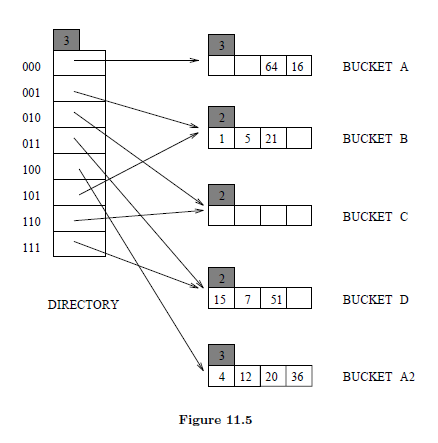 3
000
001
010
011
100
101
110
111
DIRECTORY
3
64 16 BUCKET A
2
1 5 21 BUCKET B
2
BUCKET C
2
15 7 51 BUCKET D
3
4 12 20 36 BUCKET A2
Figure 11.5